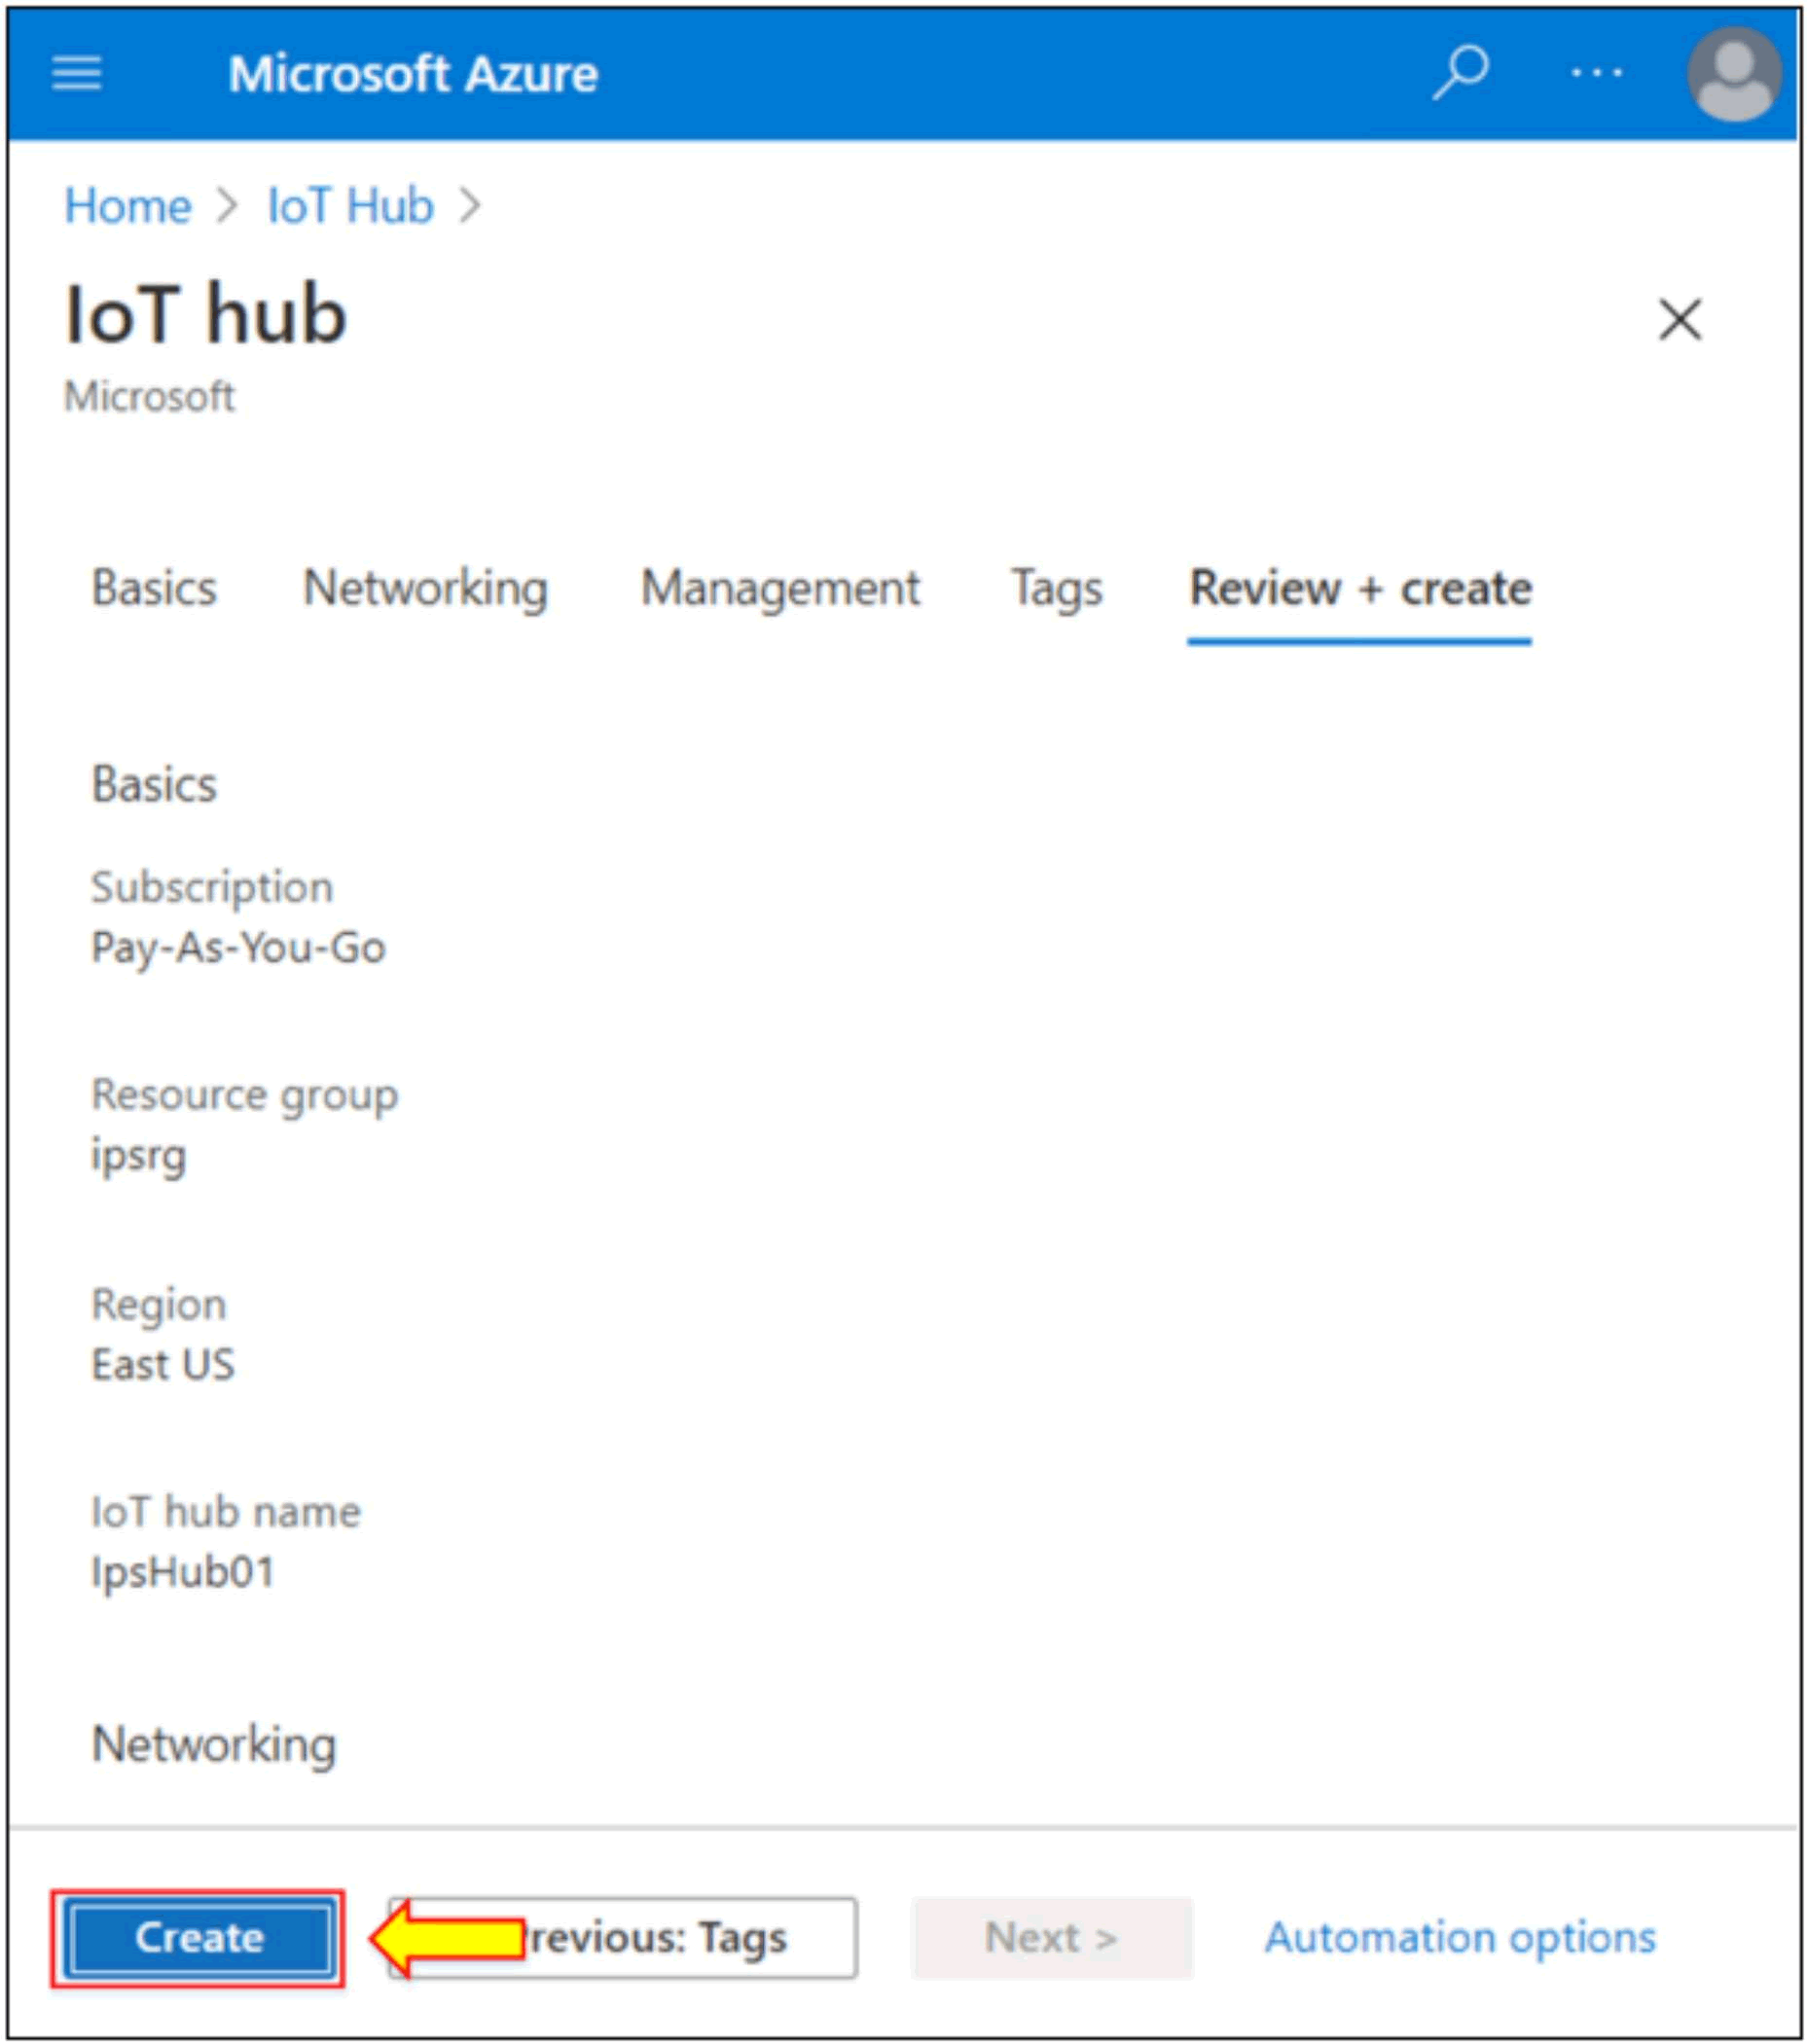 Microsoft Azure
Home > IoT Hub >
IoT hub
Microsoft
Basics Networking Management Tags Review + create
Basics
Subscription
Pay-As-You-Go
Resource group
ipsrg
Region
East US
IoT hub name
IpsHub01
Networking
Create revious: Tags Next > Automation options